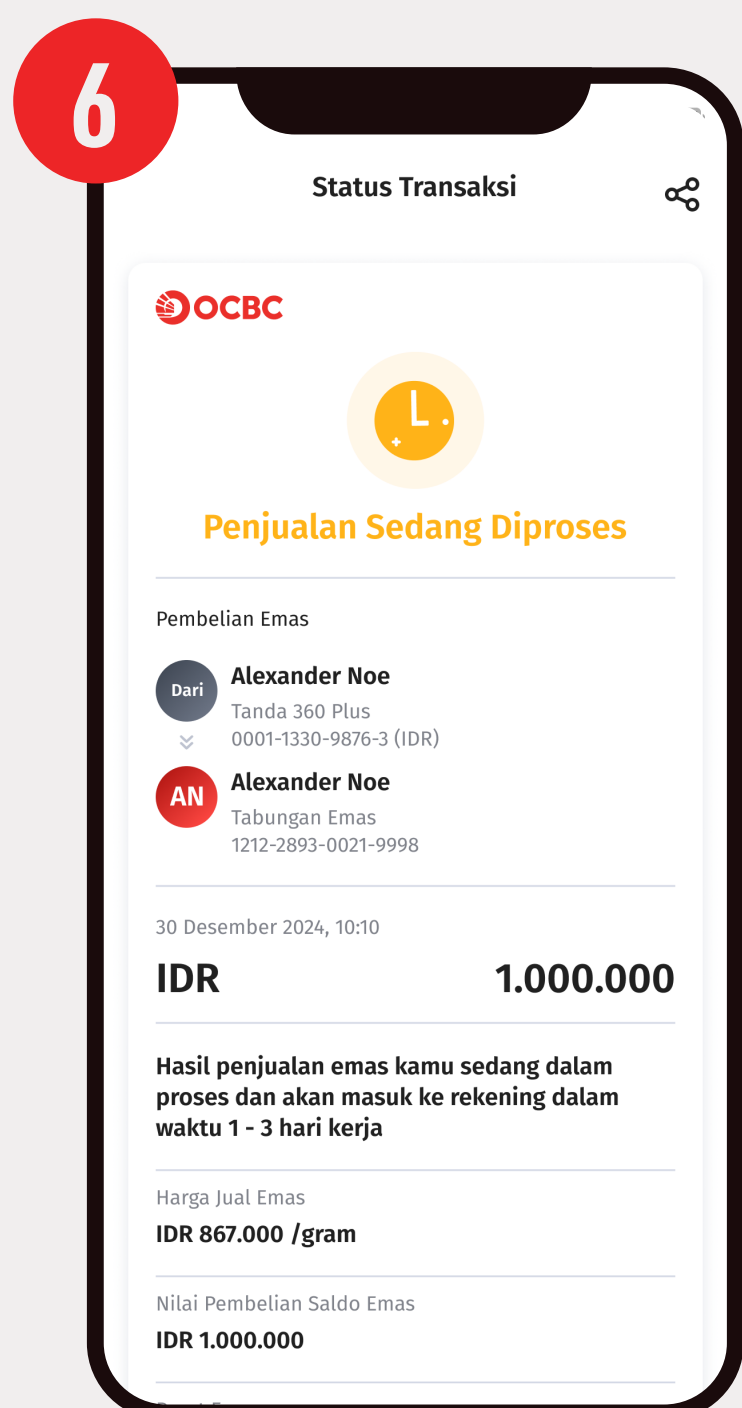 6
Status Transaksi
OCBC
Penjualan Sedang Diproses
Pembelian Emas
Dari
Alexander Noe
Tanda 360 Plus
0001-1330-9876-3 (IDR)
AN
Alexander Noe
Tabungan Emas
1212-2893-0021-9998
30 Desember 2024, 10:10
IDR 1.000.000
Hasil penjualan emas kamu sedang dalam
proses dan akan masuk ke rekening dalam
waktu 1 - 3 hari kerja
Harga Jual Emas
IDR 867.000 /gram
Nilai Pembelian Saldo Emas
IDR 1.000.000